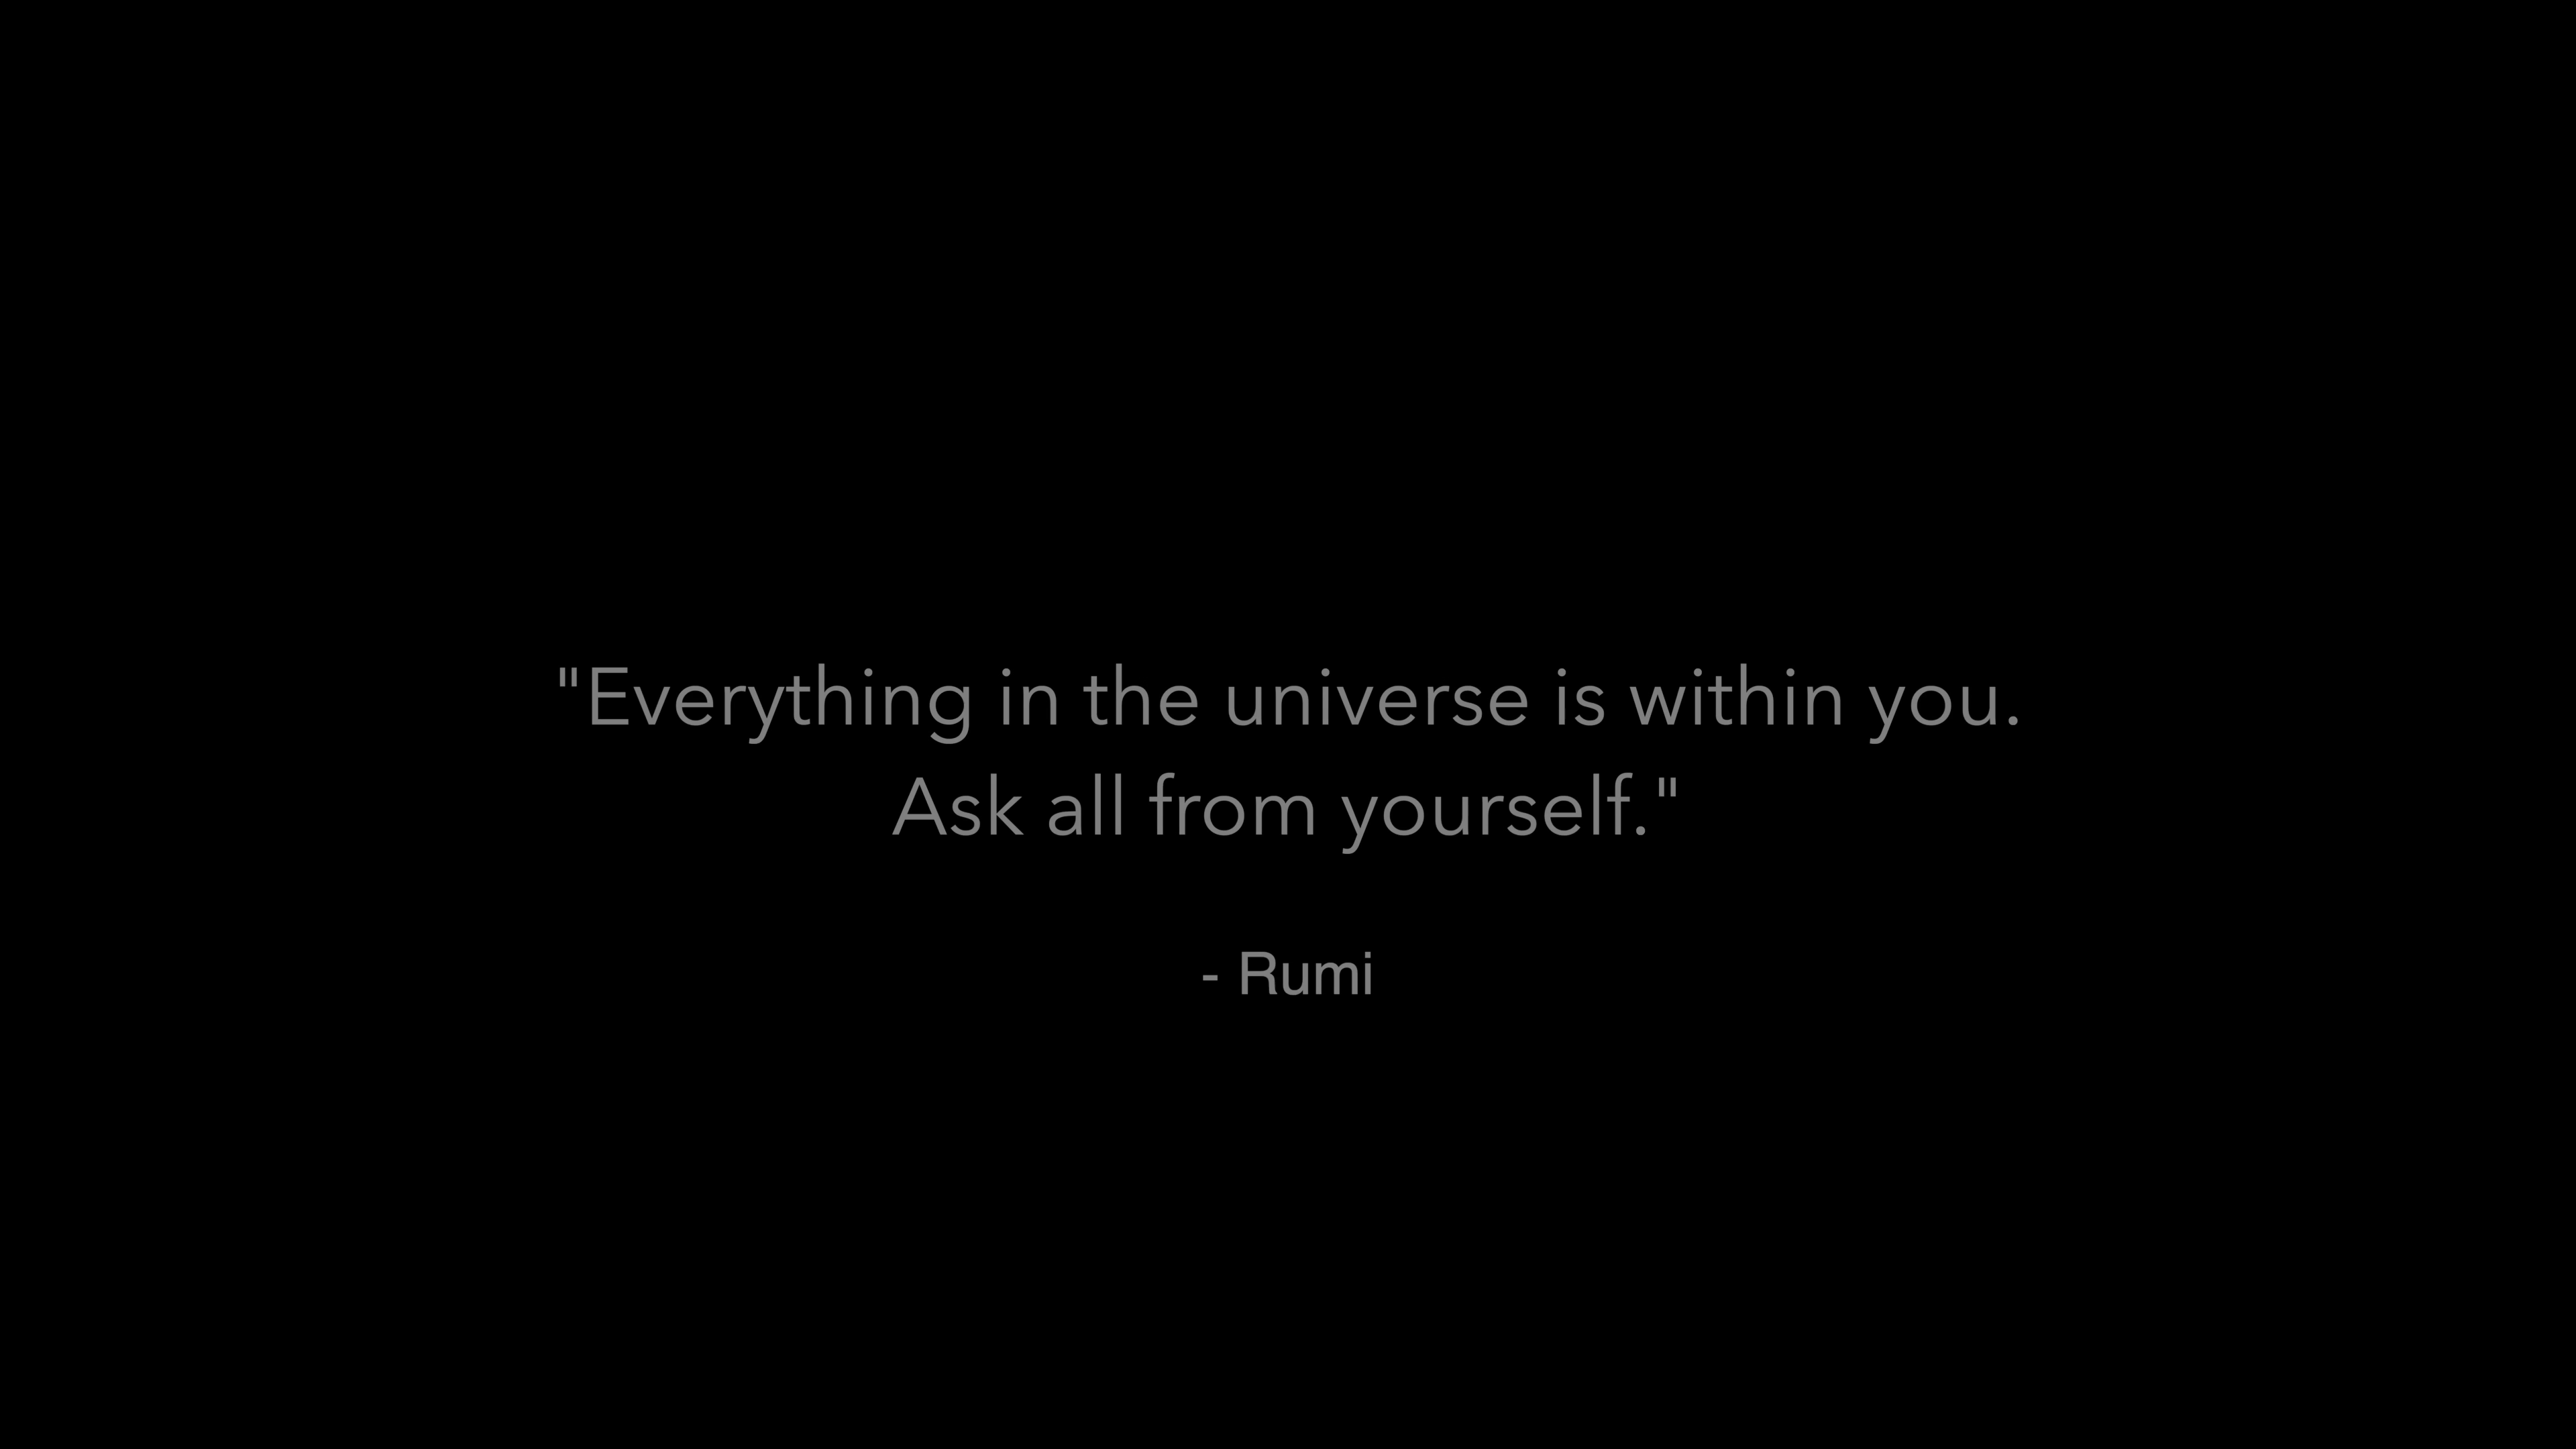 "Everything in the universe is within you.
Ask all from yourself."
- Rumi